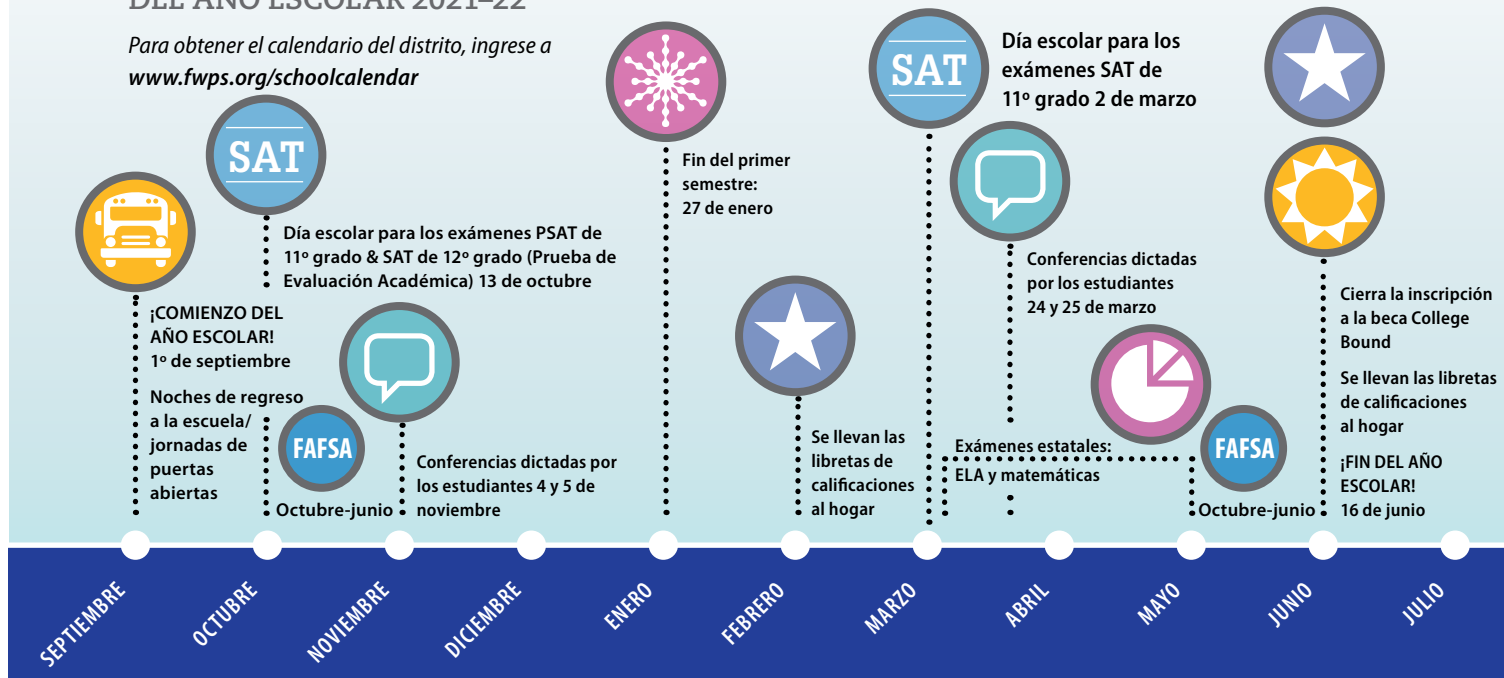 DEL AÑO ESCOLAR 2021–22
Para obtener el calendario del distrito, ingrese a
www.fwps.org/schoolcalendar
¡COMIENZO DEL
AÑO ESCOLAR!
1º de septiembre
Noches de regreso
a la escuela/
jornadas de
puertas
abiertas
SAT
Día escolar para los exámenes PSAT de
11º grado & SAT de 12º grado (Prueba de
Evaluación Académica) 13 de octubre
FAFSA
Octubre-junio
Conferencias dictadas por
los estudiantes 4 y 5 de
noviembre
Fin del primer
semestre:
27 de enero
Se llevan las
libretas de
calificaciones
al hogar
SAT
Día escolar para los
exámenes SAT de
11º grado 2 de marzo
Conferencias dictadas
por los estudiantes
24 y 25 de marzo
Exámenes estatales:
ELA y matemáticas
FAFSA
Octubre-junio
Cierra la inscripción
a la beca College
Bound
Se llevan las libretas
de calificaciones
al hogar
¡FIN DEL AÑO
ESCOLAR!
16 de junio
SEPTIEMBRE
OCTUBRE
NOVIEMBRE
DICIEMBRE
ENERO
FEBRERO
MARZO
ABRIL
MAYO
JUNIO
JULIO